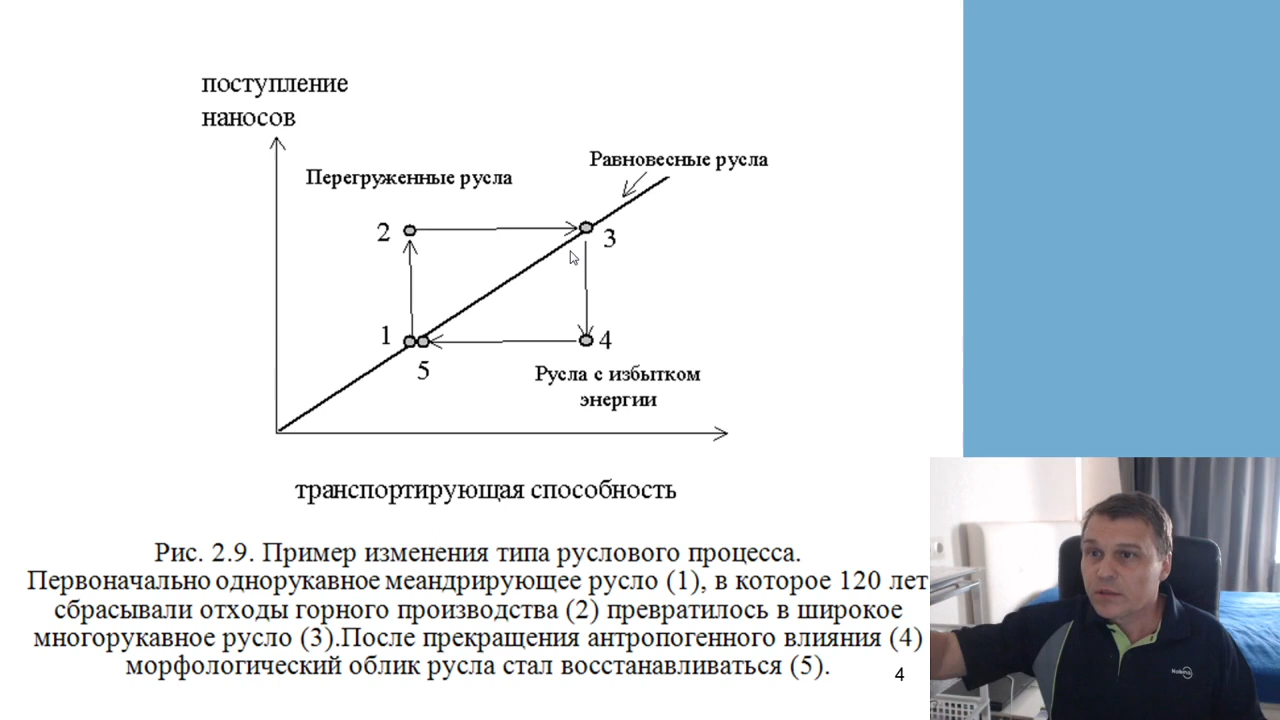 поступление
наносов
Равновесные русла
Перегруженные русла
2
3
1
4
5
Русла с избытком
энергии
транспортирующая способность
Рис. 2.9. Пример изменения типа руслового процесса.
Первоначально однорукавное меандрирующее русло (1), в которое 120 лет
сбрасывали отходы горного производства (2) превратилось в широкое
многорукавное русло (3).После прекращения антропогенного влияния (4)
морфологический облик русла стал восстанавливаться (5).
4